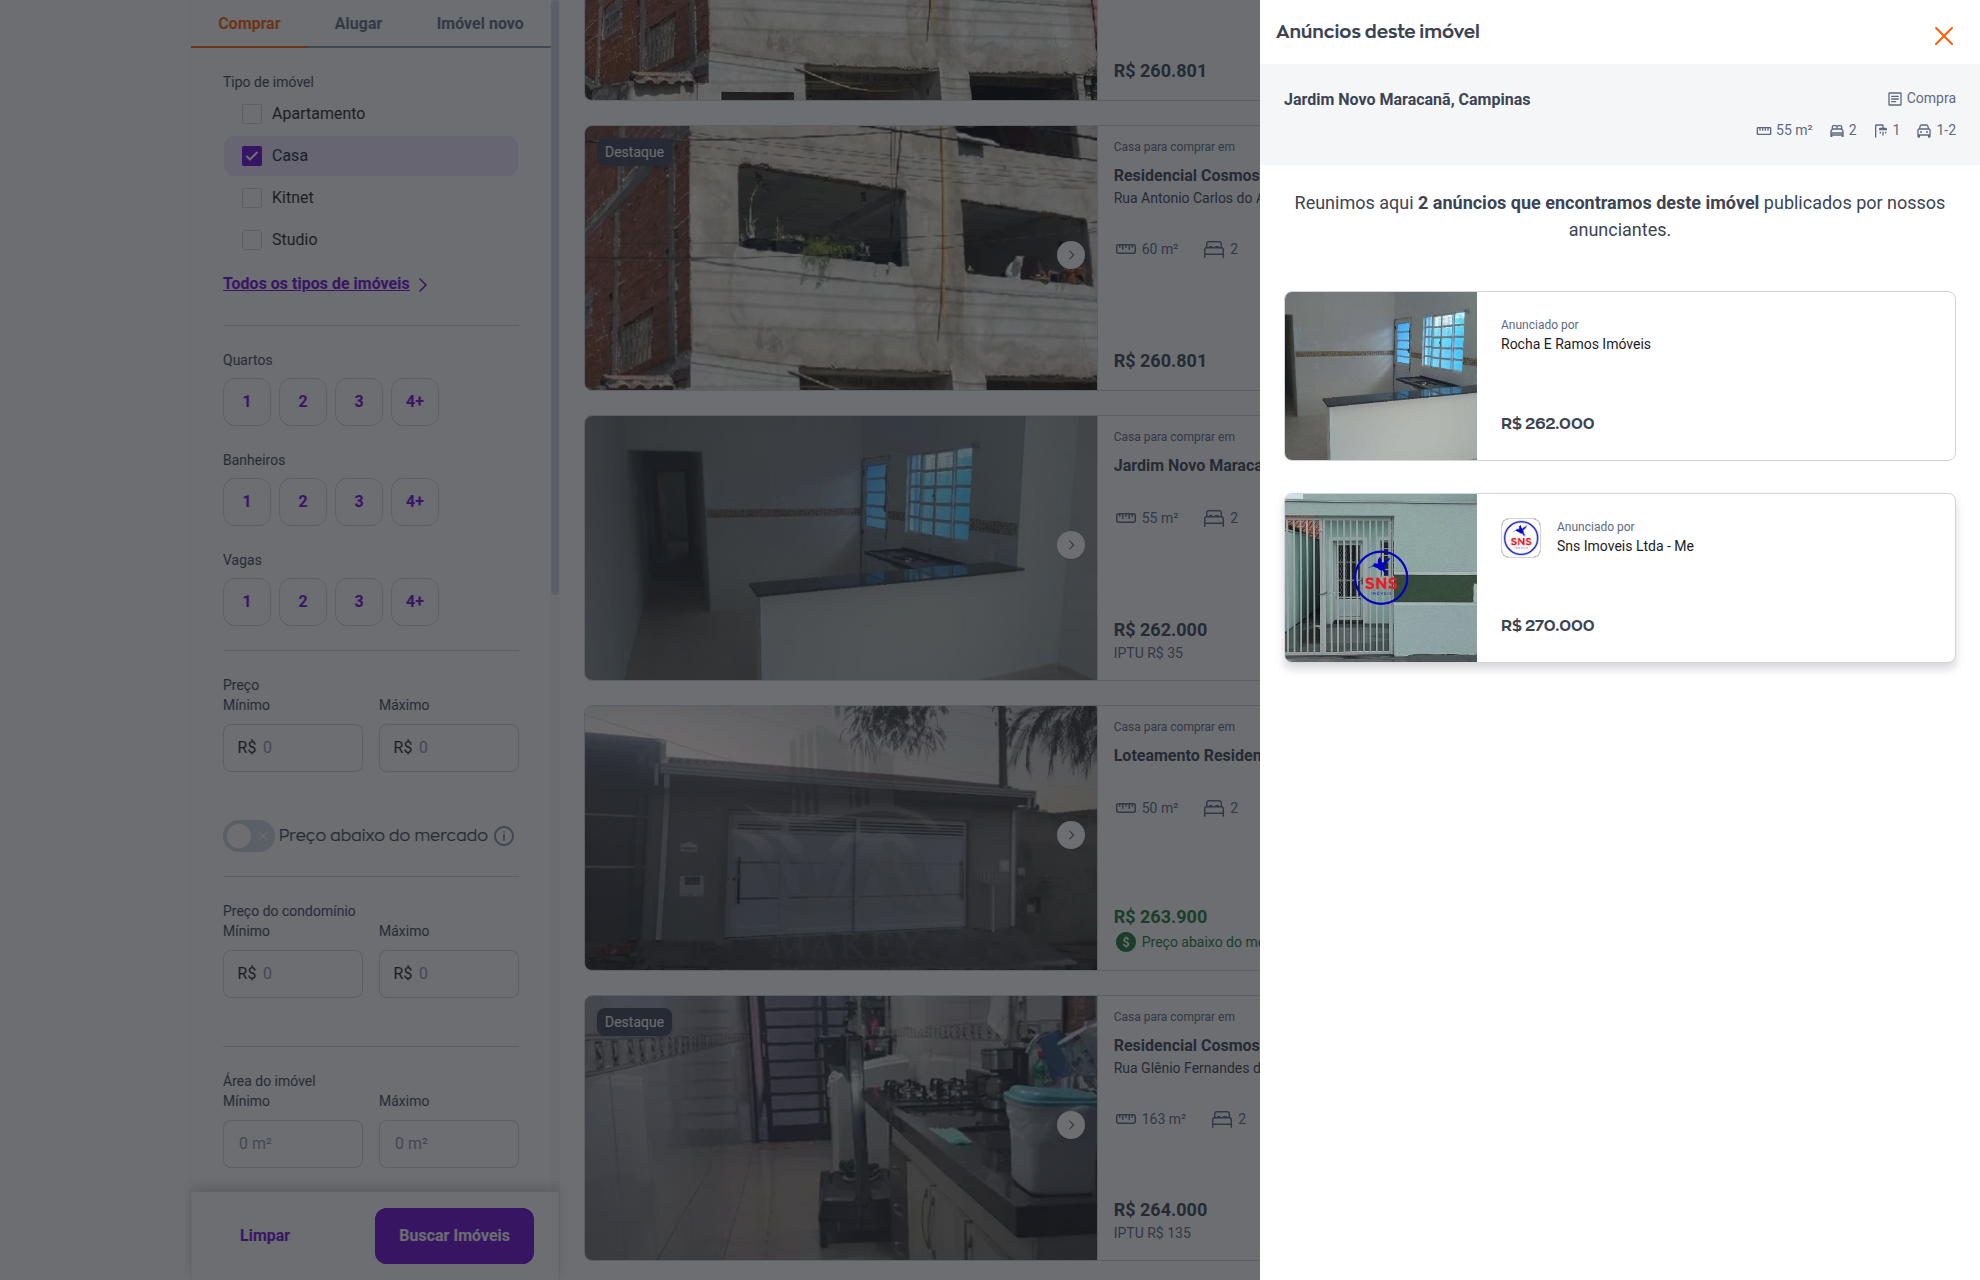 Comprar
Alugar
Imóvel novo
Tipo de imóvel
Apartamento
Casa
Kitnet
Studio
Todos os tipos de imóveis
Quartos
1
2
3
4+
Banheiros
1
2
3
4+
Vagas
1
2
3
4+
Preço
Mínimo
Máximo
R$ 0
R$ 0
Preço abaixo do mercado
Preço do condomínio
Mínimo
Máximo
R$ 0
R$ 0
Área do imóvel
Mínimo
Máximo
0 m²
0 m²
Limpar
Buscar Imóveis
R$ 260.801
Destaque
Casa para comprar em
Residencial Cosmos
Rua Antonio Carlos do
60 m²
2
R$ 260.801
Casa para comprar em
Jardim Novo Maraca
55 m²
2
R$ 262.000
IPTU R$ 35
Casa para comprar em
Loteamento Residen
50 m²
2
R$ 263.900
$ Preço abaixo do me
Destaque
Casa para comprar em
Residencial Cosmos
Rua Glênio Fernandes d
163 m²
2
R$ 264.000
IPTU R$ 135
Anúncios deste imóvel
Jardim Novo Maracanã, Campinas
Compra
55 m²
2
1
1-2
Reunimos aqui 2 anúncios que encontramos deste imóvel publicados por nossos
anunciantes.
Anunciado por
Rocha E Ramos Imóveis
R$ 262.000
SNS
IMÓVEIS
SNS
Anunciado por
Sns Imoveis Ltda - Me
R$ 270.000